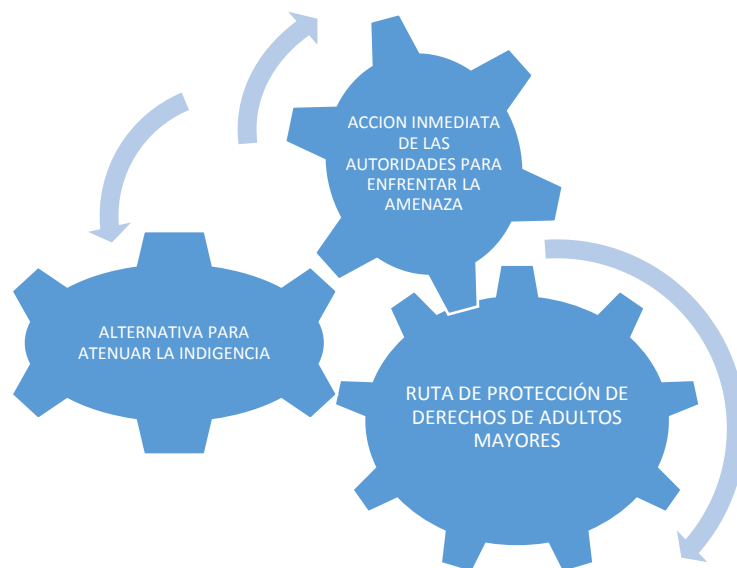 ACCION INMEDIATA
DE LAS
AUTORIDADES PARA
ENFRENTAR LA
AMENAZA
ALTERNATIVA PARA
ATENUAR LA INDIGENCIA
RUTA DE PROTECCIÓN DE
DERECHOS DE ADULTOS
MAYORES